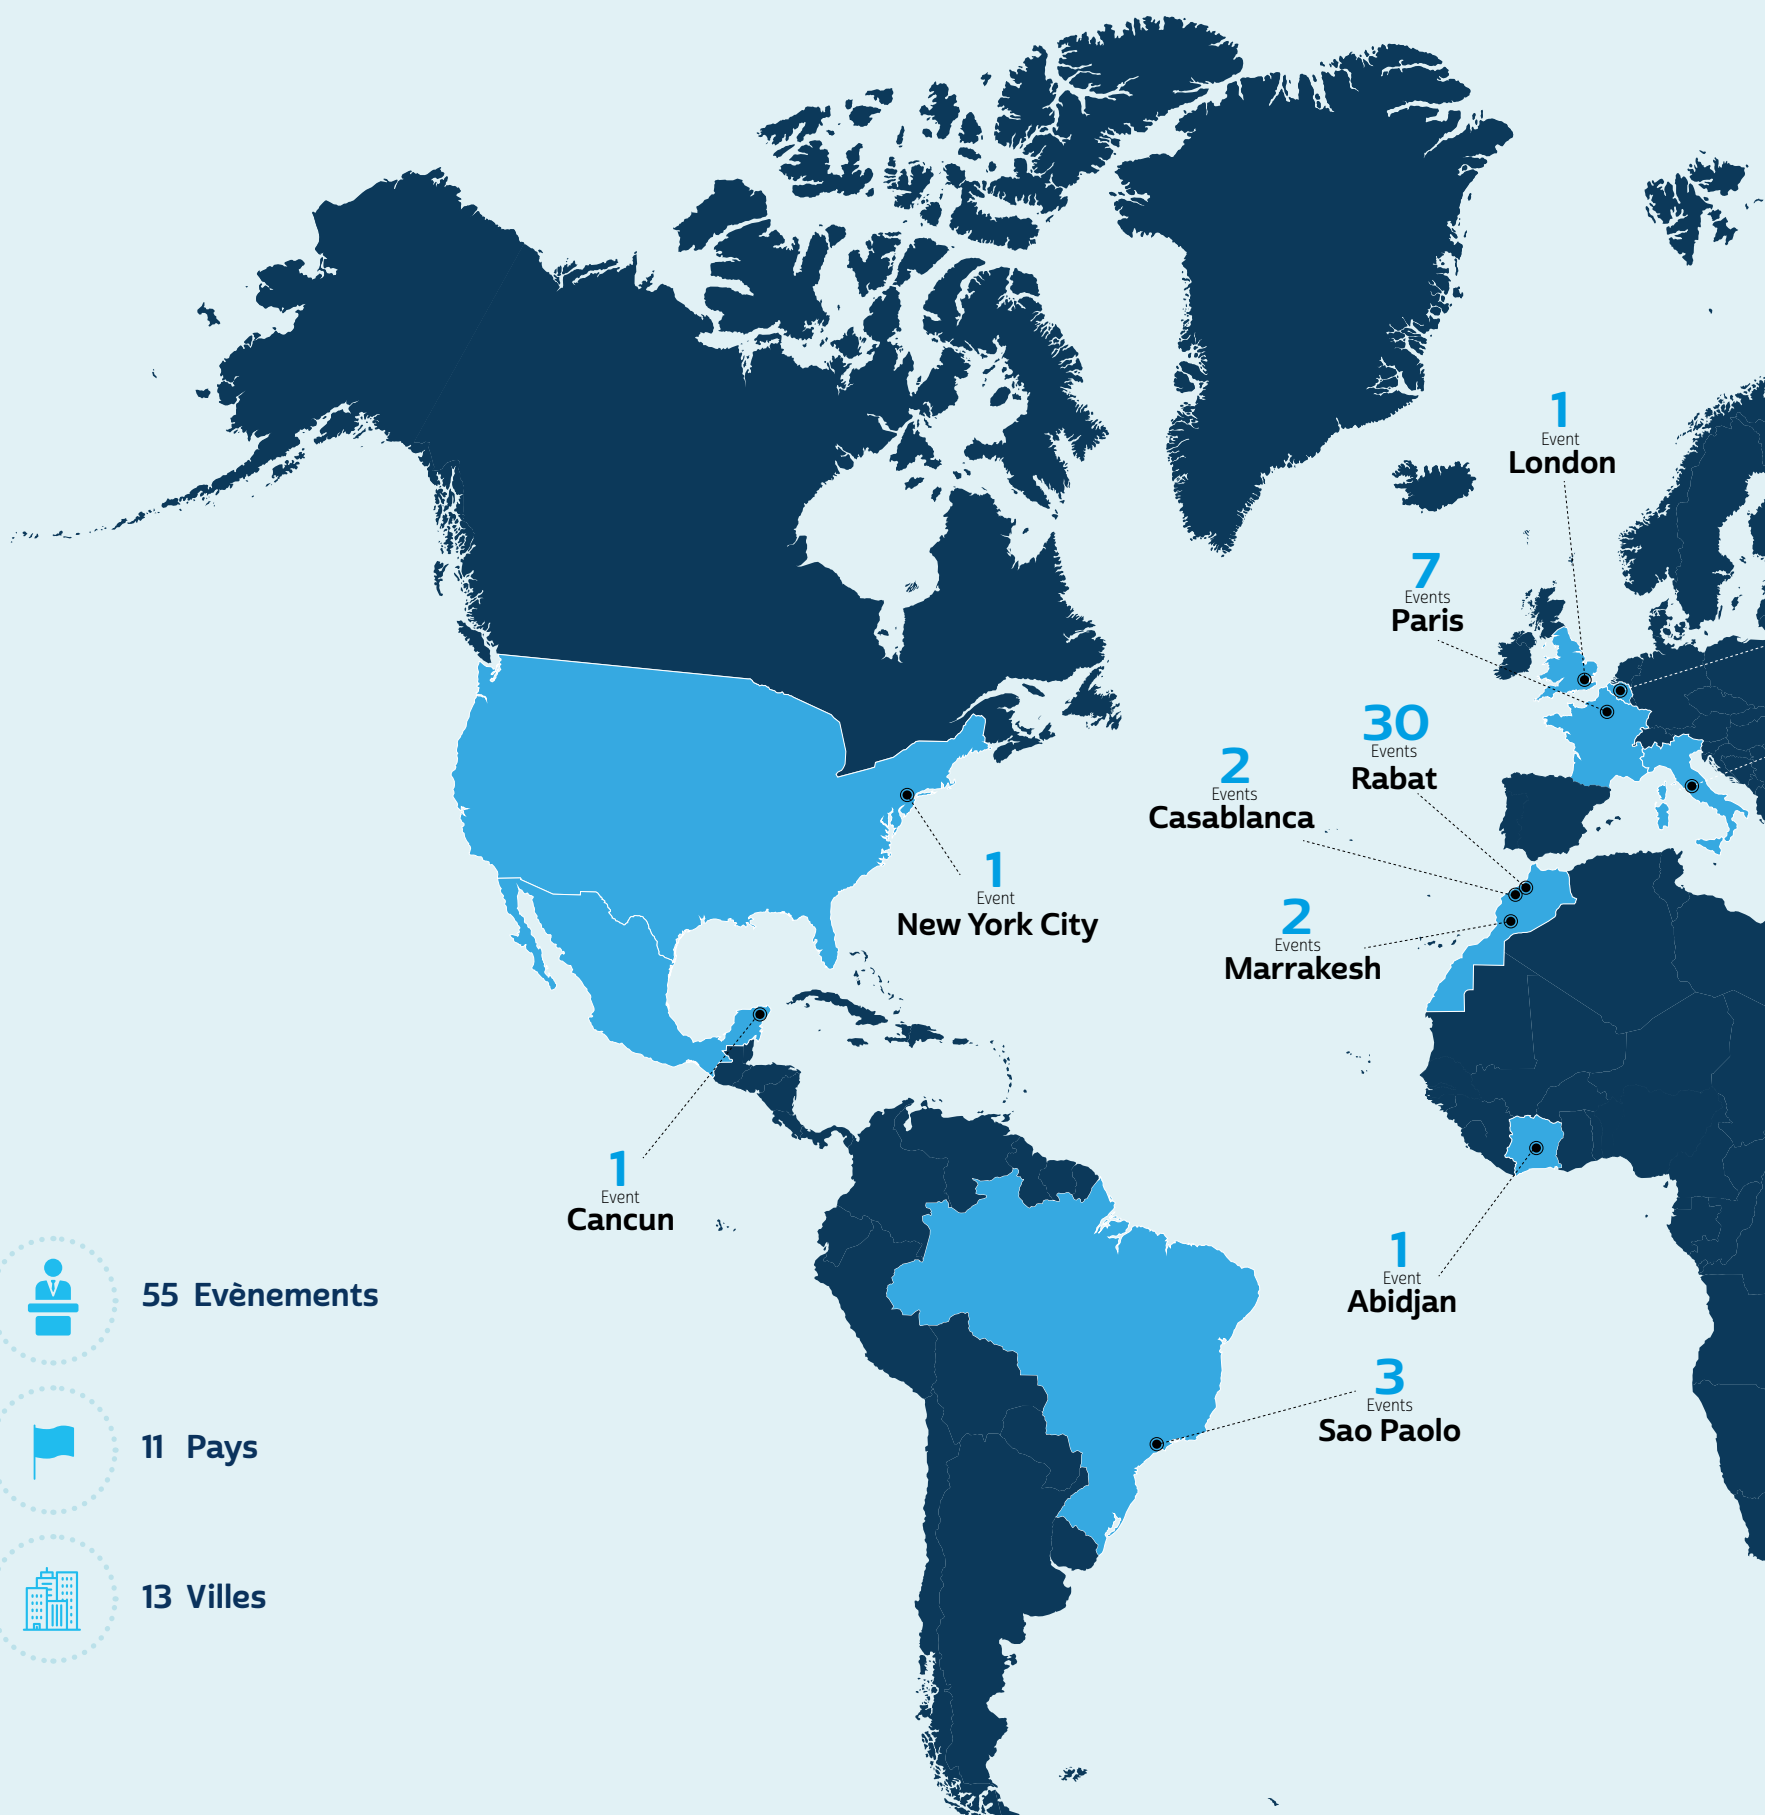 1
Event
London
7
Events
Paris
30
Events
Rabat
2
Events
Casablanca
1
Event
New York City
2
Events
Marrakesh
1
Event
Cancun
1
Event
Abidjan
3
Events
Sao Paolo
55 Evènements
11 Pays
13 Villes